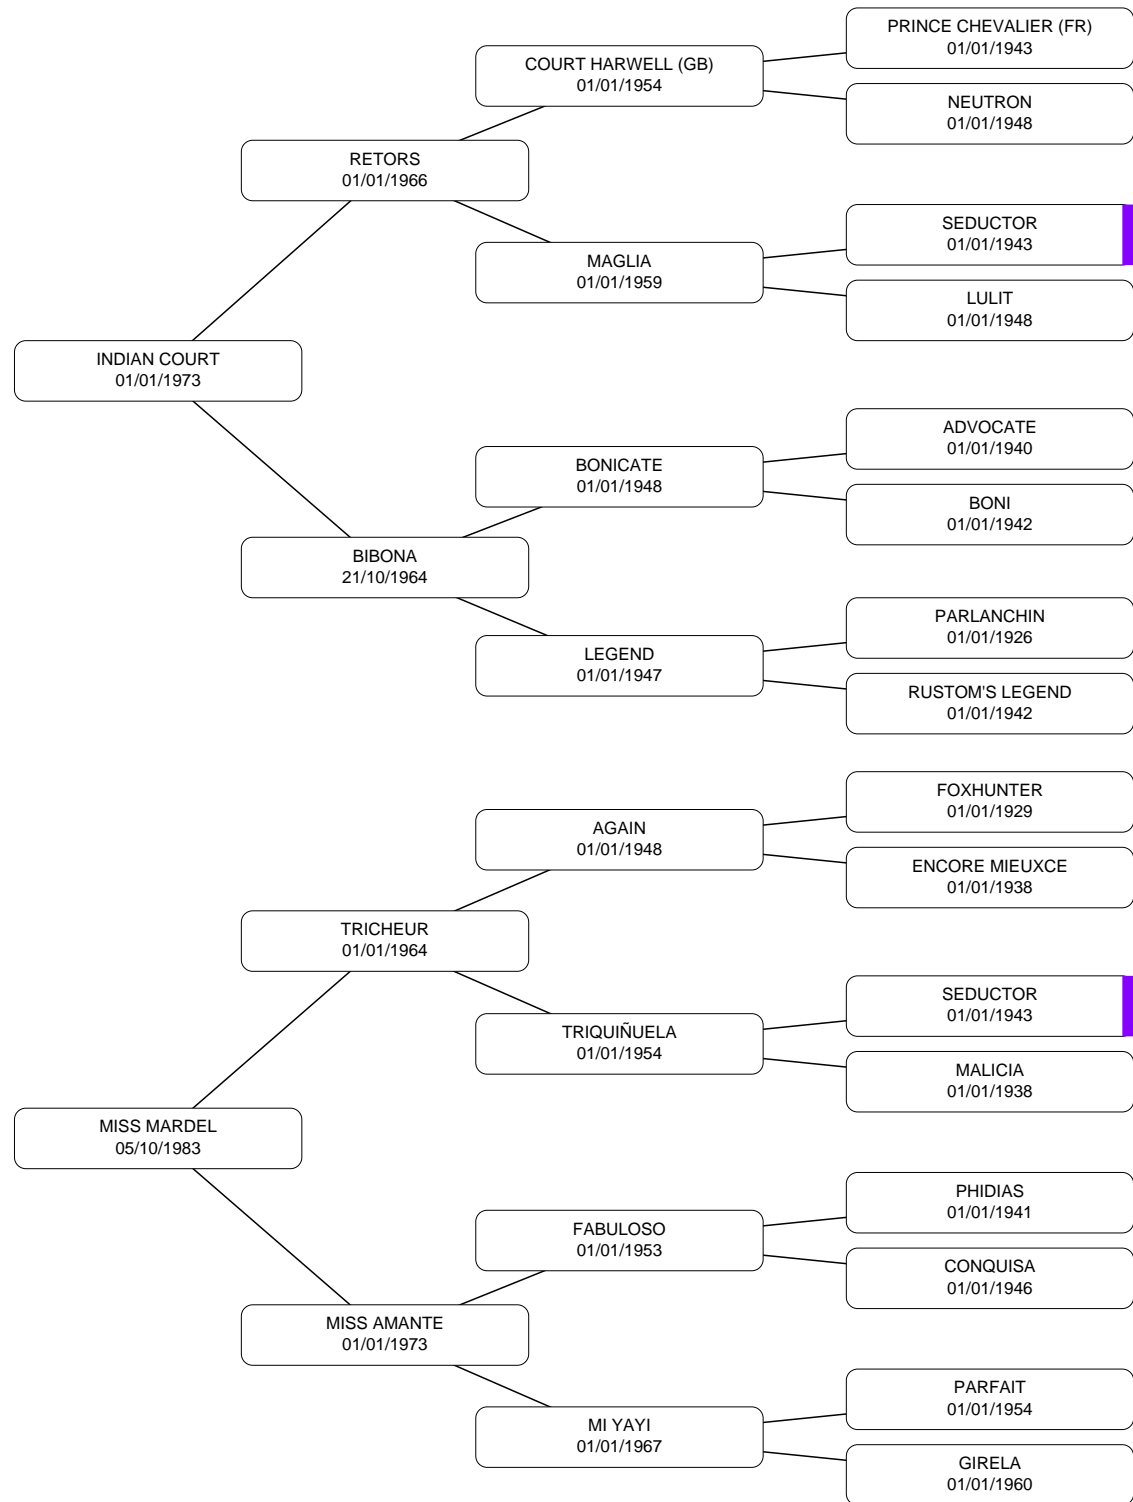 PRINCE CHEVALIER (FR)
01/01/1943
COURT HARWELL (GB)
01/01/1954
NEUTRON
01/01/1948
RETORS
01/01/1966
SEDUCTOR
01/01/1943
MAGLIA
01/01/1959
LULIT
01/01/1948
INDIAN COURT
01/01/1973
ADVOCATE
01/01/1940
BONICATE
01/01/1948
BONI
01/01/1942
BIBONA
21/10/1964
PARLANCHIN
01/01/1926
LEGEND
01/01/1947
RUSTOM'S LEGEND
01/01/1942
FOXHUNTER
01/01/1929
AGAIN
01/01/1948
ENCORE MIEUXCE
01/01/1938
TRICHEUR
01/01/1964
SEDUCTOR
01/01/1943
TRIQUIÑUELA
01/01/1954
MALICIA
01/01/1938
MISS MARDEL
05/10/1983
PHIDIAS
01/01/1941
FABULOSO
01/01/1953
CONQUISA
01/01/1946
MISS AMANTE
01/01/1973
PARFAIT
01/01/1954
MI YAYI
01/01/1967
GIRELA
01/01/1960